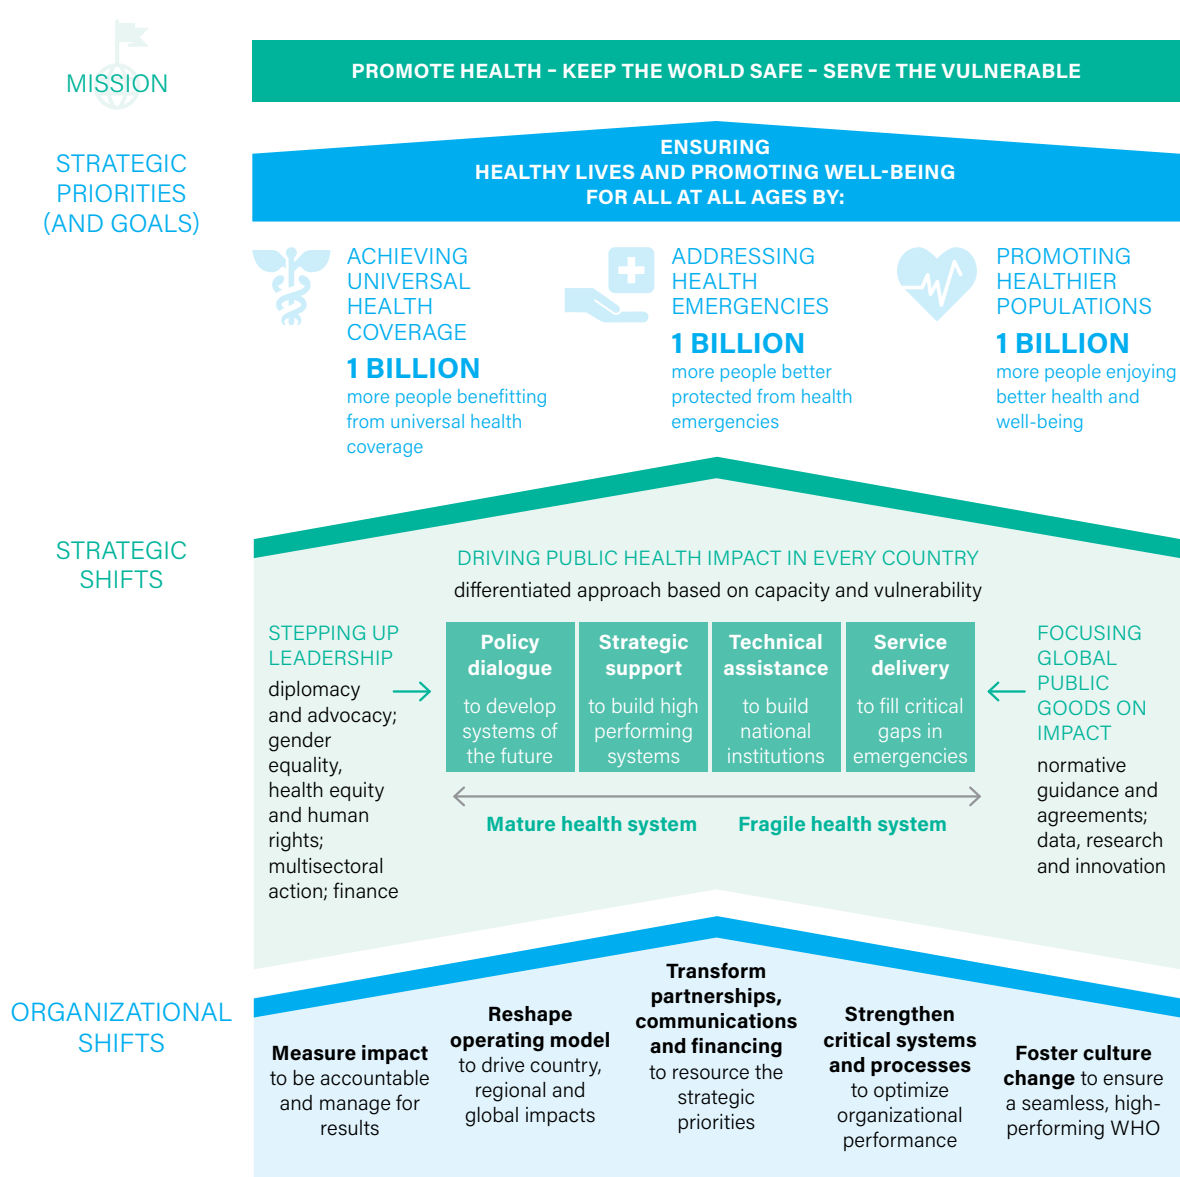 MISSION
PROMOTE HEALTH – KEEP THE WORLD SAFE – SERVE THE VULNERABLE
STRATEGIC
PRIORITIES
(AND GOALS)
ENSURING
HEALTHY LIVES AND PROMOTING WELL-BEING
FOR ALL AT ALL AGES BY:
ACHIEVING
UNIVERSAL
HEALTH
COVERAGE
1 BILLION
more people benefitting
from universal health
coverage
ADDRESSING
HEALTH
EMERGENCIES
1 BILLION
more people better
protected from health
emergencies
PROMOTING
HEALTHIER
POPULATIONS
1 BILLION
more people enjoying
better health and
well-being
STRATEGIC
SHIFTS
DRIVING PUBLIC HEALTH IMPACT IN EVERY COUNTRY
differentiated approach based on capacity and vulnerability
STEPPING UP
LEADERSHIP
diplomacy
and advocacy;
gender
equality,
health equity
and human
rights;
multisectoral
action; finance
Policy
dialogue
to develop
systems of
the future
Strategic
support
to build high
performing
systems
Technical
assistance
to build
national
institutions
Service
delivery
to fill critical
gaps in
emergencies
Mature health system
Fragile health system
FOCUSING
GLOBAL
PUBLIC
GOODS ON
IMPACT
normative
guidance and
agreements;
data, research
and innovation
ORGANIZATIONAL
SHIFTS
Measure impact
to be accountable
and manage for
results
Reshape
operating model
to drive country,
regional and
global impacts
Transform
partnerships,
communications
and financing
to resource the
strategic
priorities
Strengthen
critical systems
and processes
to optimize
organizational
performance
Foster culture
change to ensure
a seamless, high-
performing WHO